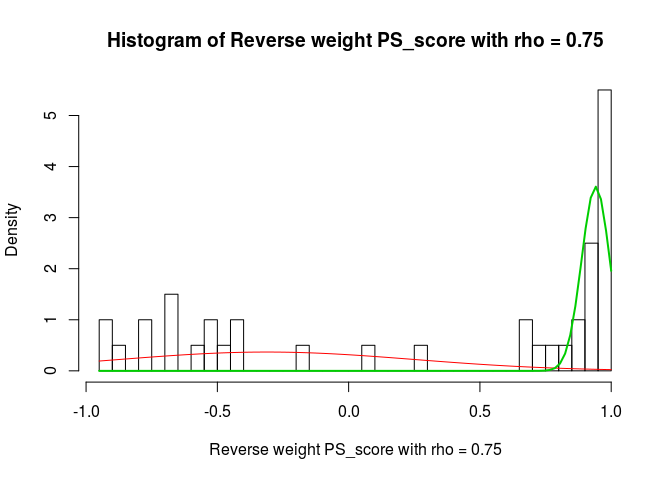 Histogram of Reverse weight PS_score with rho = 0.75
Density
5
4
3
2
1
0
-1.0 -0.5 0.0 0.5 1.0
Reverse weight PS_score with rho = 0.75